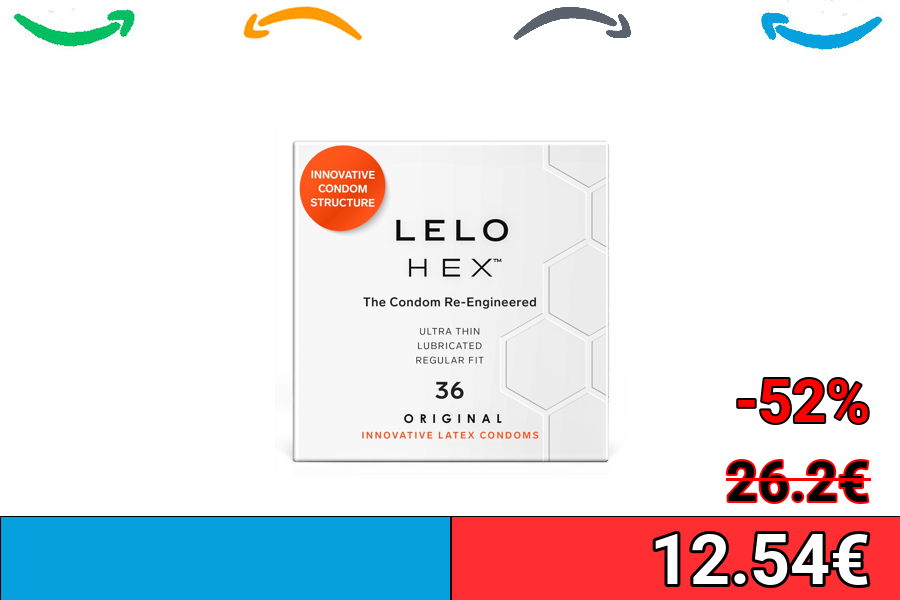 INNOVATIVE
CONDOM
STRUCTURE
LELO
HEX™
The Condom Re-Engineered
ULTRA THIN
LUBRICATED
REGULAR FIT
36
ORIGINAL
INNOVATIVE LATEX CONDOMS
-52%
26.2€
12.54€